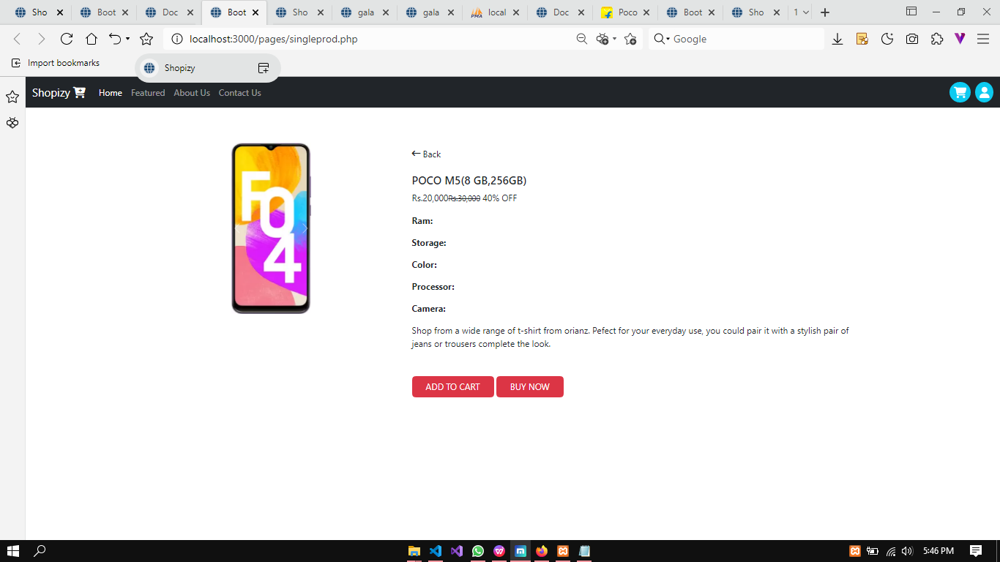 Sho Boot Doc Boot Sho gala gala local Doc Poco Boot Sho 1
localhost:3000/pages/singleprod.php
Google
Import bookmarks
Shopizy
Shopizy Home Featured About Us Contact Us
FO4
Back
POCO M5(8 GB,256GB)
Rs.20,000Rs.30,000 40% OFF
Ram:
Storage:
Color:
Processor:
Camera:
Shop from a wide range of t-shirt from orianz. Pefect for your everyday use, you could pair it with a stylish pair of
jeans or trousers complete the look.
ADD TO CART BUY NOW
5:46 PM